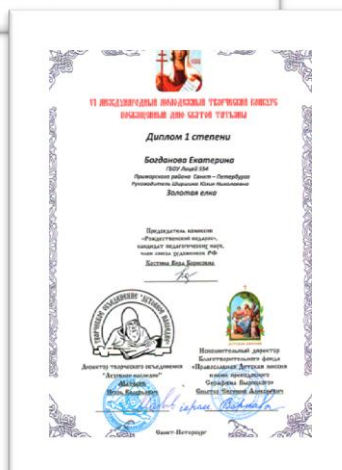 VI МЕЖДУНАРОДНЫЙ МОЛОДЕЖНЫЙ ТВОРЧЕСКИЙ КОНКУРС
ПОСВЯЩЕННЫЙ ДНЮ СВЯТОЙ ТАТЬЯНЫ
Диплом 1 степени
Богданова Екатерина
ГБОУ Лицей 554
Приморского района Санкт – Петербурга
Руководитель Юлия Николаевна
Золотая елка
Председатель комиссии
«Рождественский подарок»,
кандидат педагогических наук,
член союза художников РФ
Костина Вера Борисовна
ТВОРЧЕСКОЕ ОБЪЕДИНЕНИЕ
Директор творческого объединения
Исполнительный директор
Благотворительного фонда
«Православная Детская миссия
имени преподобного
Серафима Вырицкого»
Санкт-Петербург